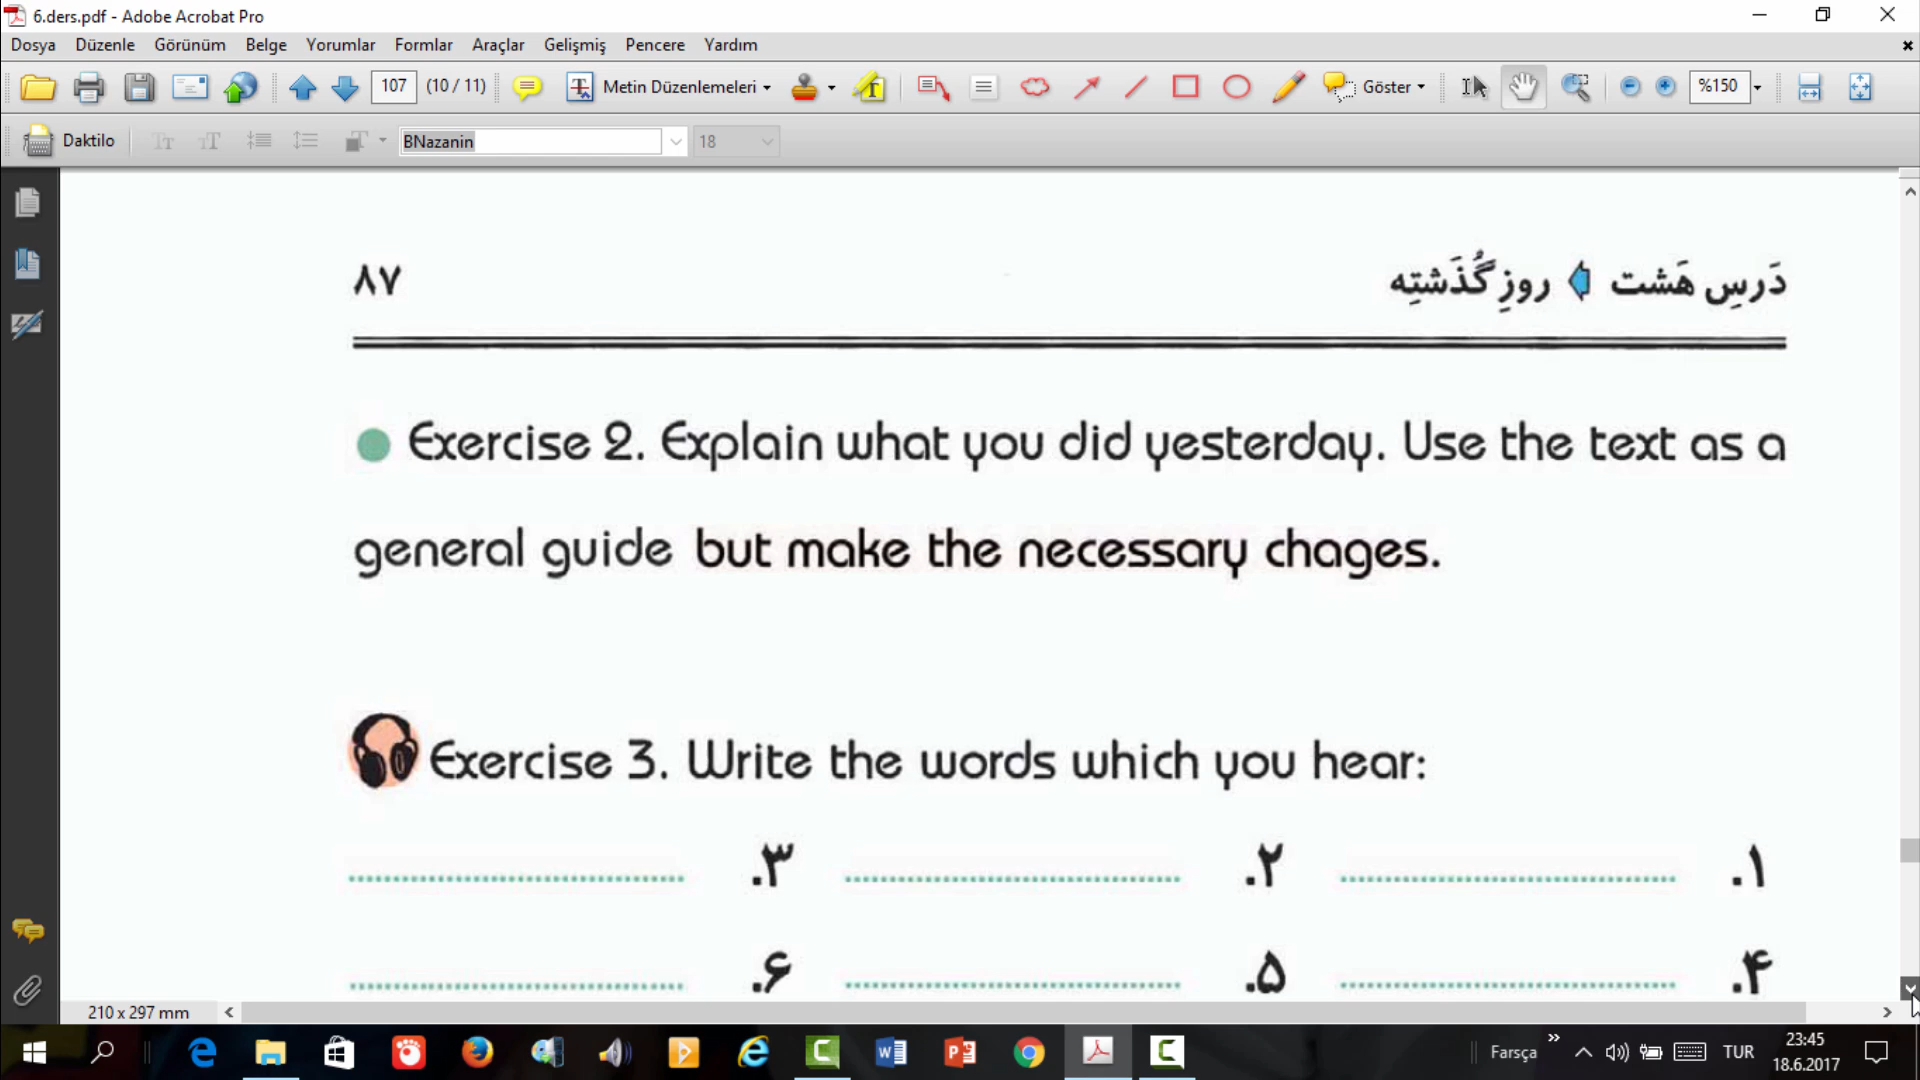 6.ders.pdf - Adobe Acrobat Pro
Dosya Düzenle Görünüm Belge Yorumlar Formlar Araçlar Gelişmiş Pencere Yardım
107 (10 / 11) Metin Düzenlemeleri Göster %150
Daktilo BNazanin 18
دَرسِ هَشت روزِ گُذَشتِه ۸۷
Exercise 2. Explain what you did yesterday. Use the text as a
general guide but make the necessary chages.
Exercise 3. Write the words which you hear:
.۱ .۲ .۳
.۴ .۵ .۶
210 x 297 mm
Farsça TUR 23:45
18.6.2017